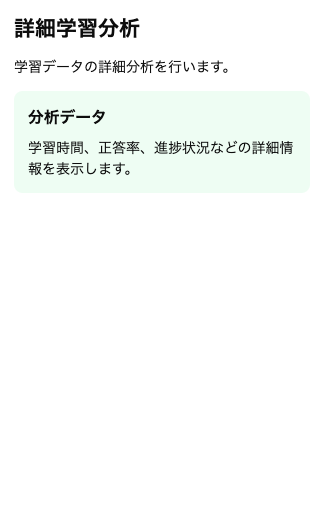 詳細学習分析
学習データの詳細分析を行います。
分析データ
学習時間、正答率、進捗状況などの詳細情
報を表示します。